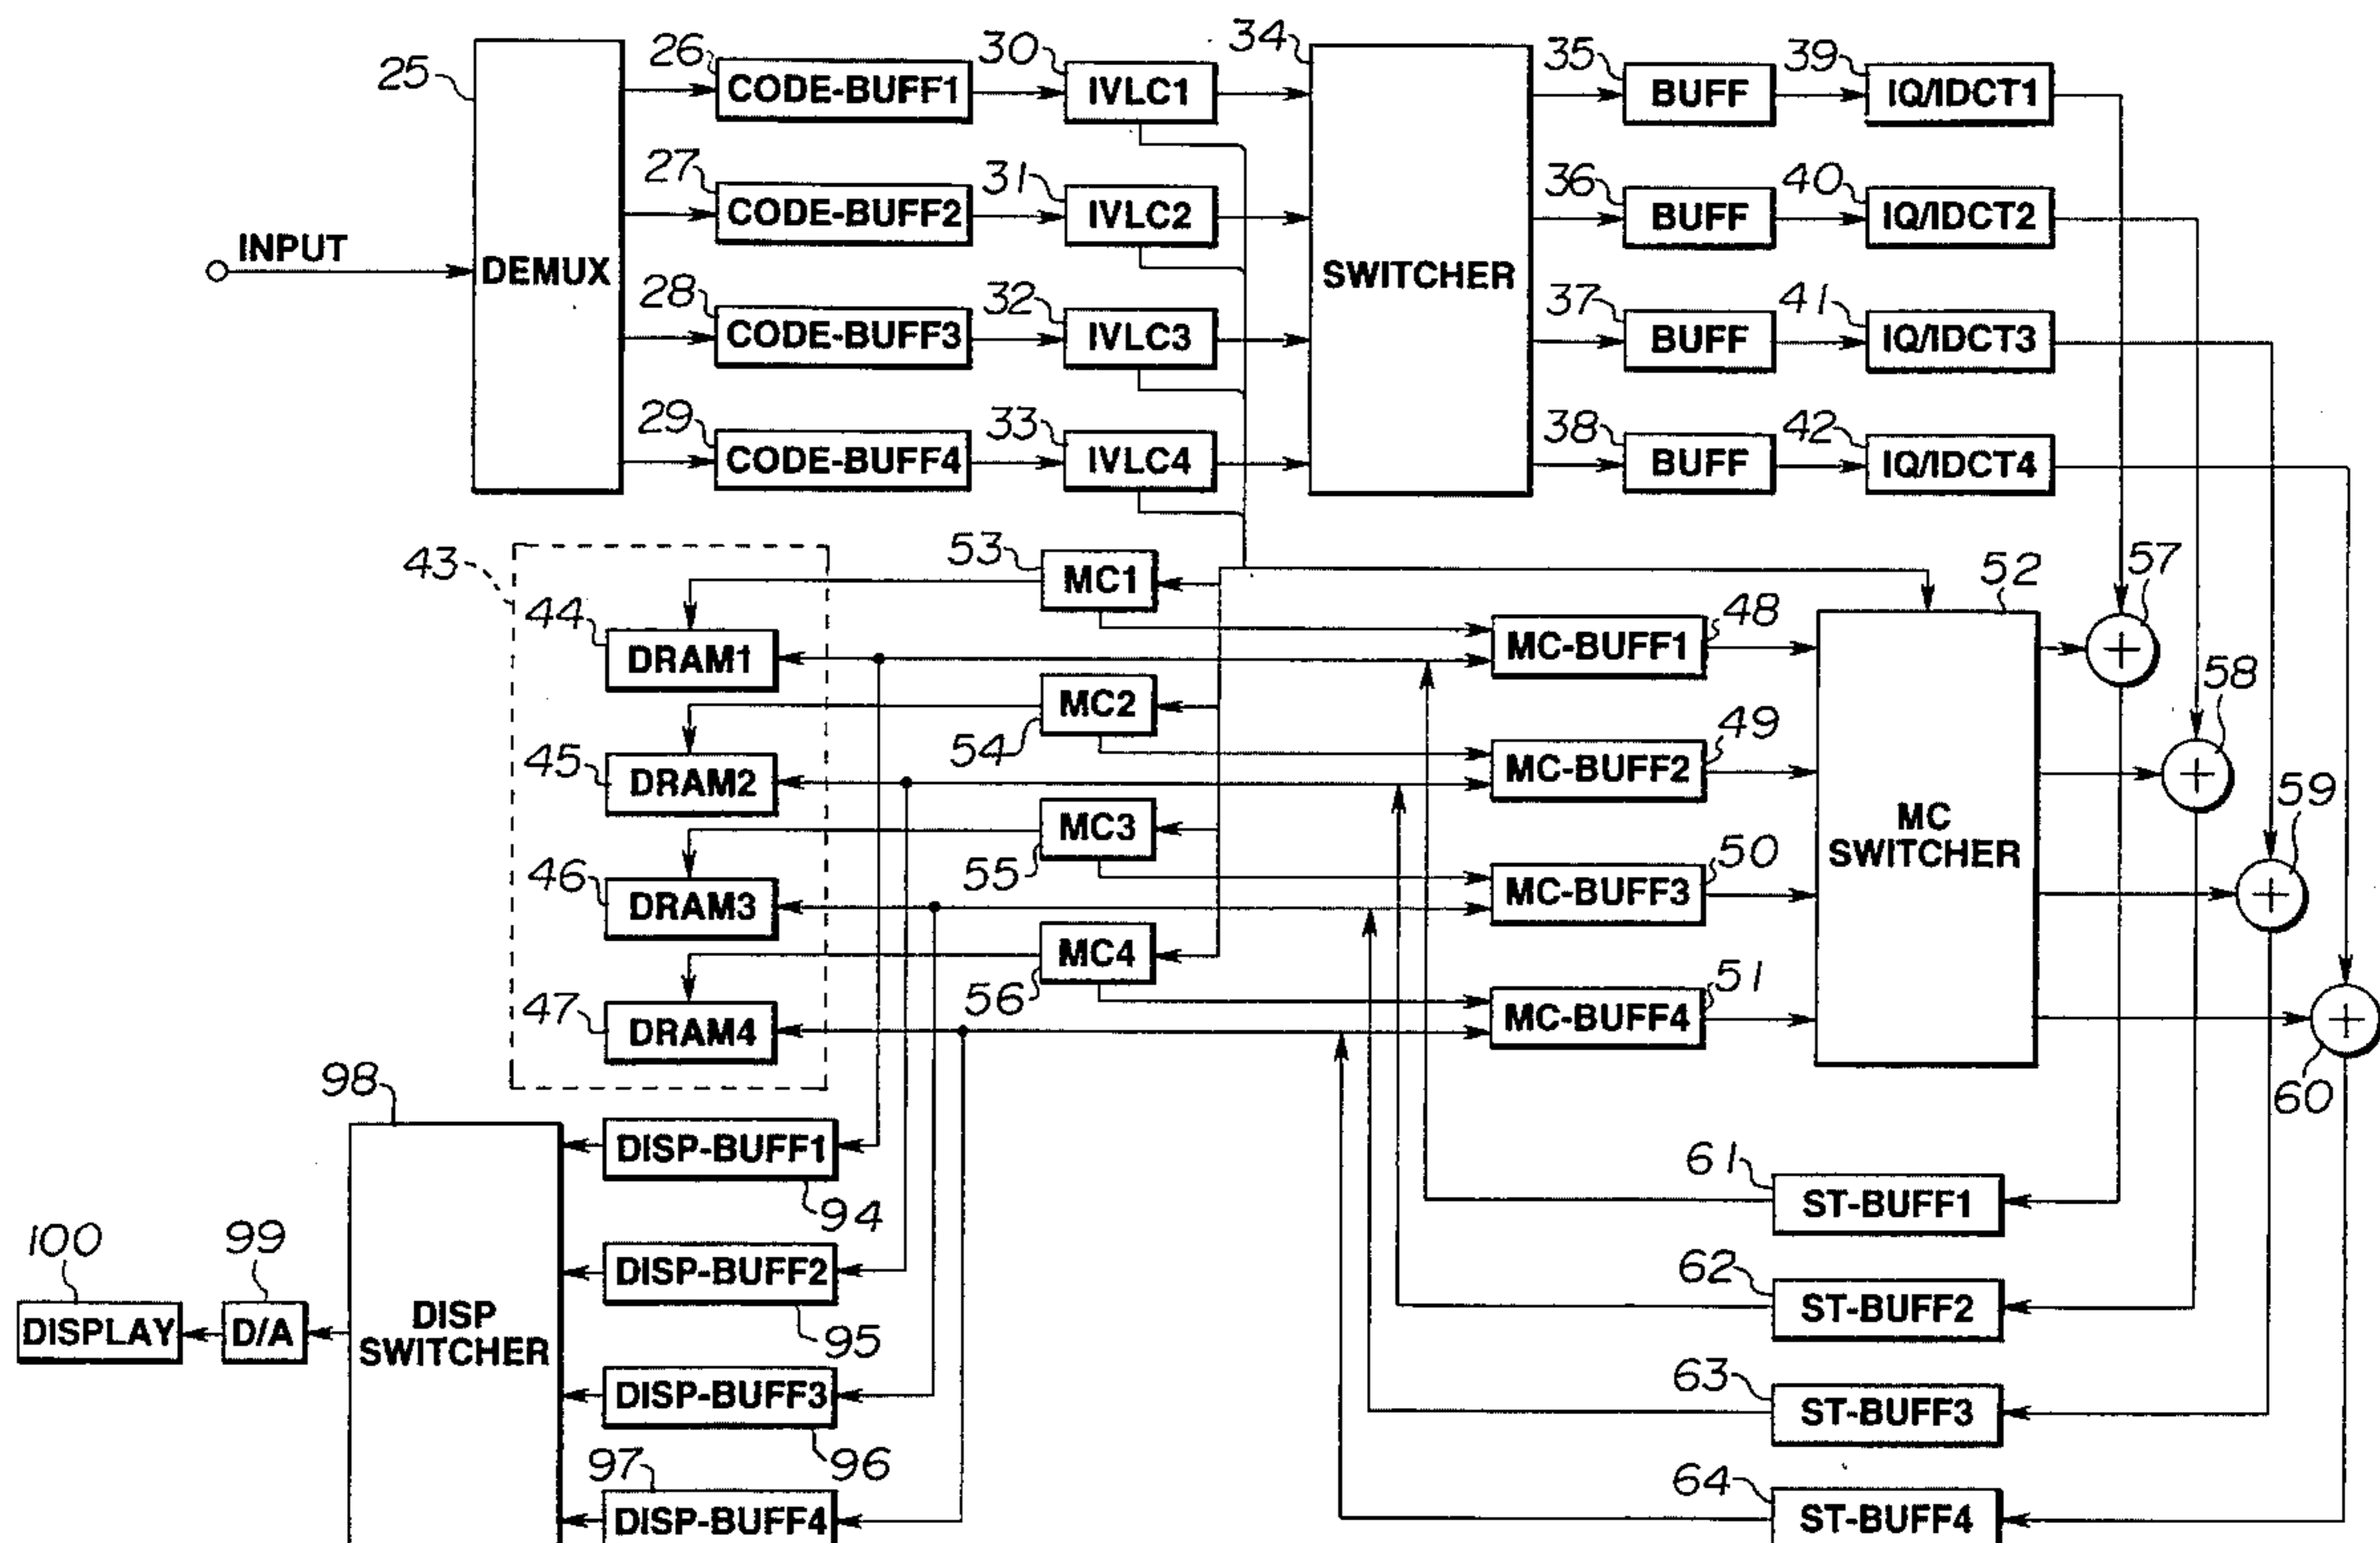 25
26
CODE-BUFF1
30
IVLC1
34
35
BUFF
39
IQ/IDCT1
27
CODE-BUFF2
31
IVLC2
36
BUFF
40
IQ/IDCT2
INPUT
DEMUX
SWITCHER
28
CODE-BUFF3
32
IVLC3
37
BUFF
41
IQ/IDCT3
29
CODE-BUFF4
33
IVLC4
38
BUFF
42
IQ/IDCT4
43
53
MC1
52
57
44
DRAM1
48
MC-BUFF1
54
MC2
58
45
DRAM2
49
MC-BUFF2
55
MC3
MC
SWITCHER
59
46
DRAM3
50
MC-BUFF3
56
MC4
47
DRAM4
51
MC-BUFF4
60
98
DISP-BUFF1
94
61
ST-BUFF1
100
DISPLAY
99
D/A
DISP
SWITCHER
DISP-BUFF2
95
62
ST-BUFF2
DISP-BUFF3
96
63
ST-BUFF3
97
DISP-BUFF4
64
ST-BUFF4